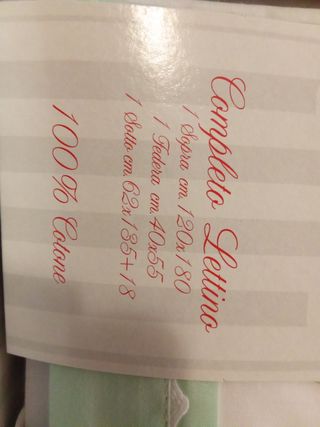 Completo Lettino
1 Sopra cm.120x180
1 Federa cm.40x55
1 Sotto cm.62x135+18
100% Cotone